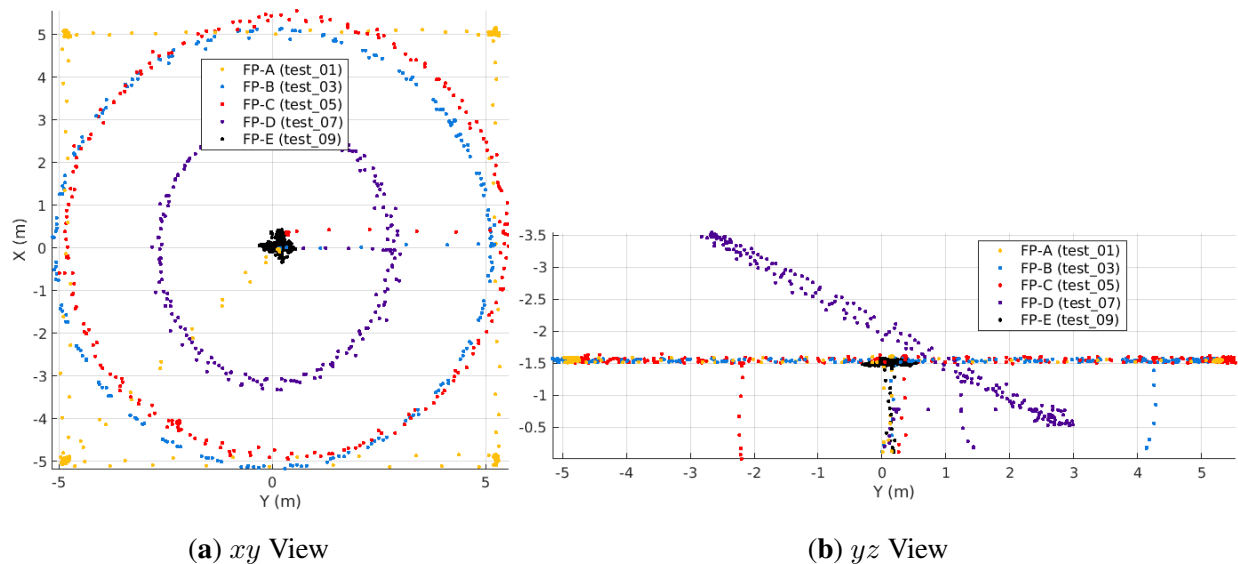 5
4
3
2
1
0
-1
-2
-3
-4
-5
X (m)
FP-A (test_01)
FP-B (test_03)
FP-C (test_05)
FP-D (test_07)
FP-E (test_09)
-5
0
5
Y (m)
(a) xy View
-3.5
-3
-2.5
-2
-1.5
-1
-0.5
FP-A (test_01)
FP-B (test_03)
FP-C (test_05)
FP-D (test_07)
FP-E (test_09)
-5 -4 -3 -2 -1 0 1 2 3 4 5
Y (m)
(b) yz View